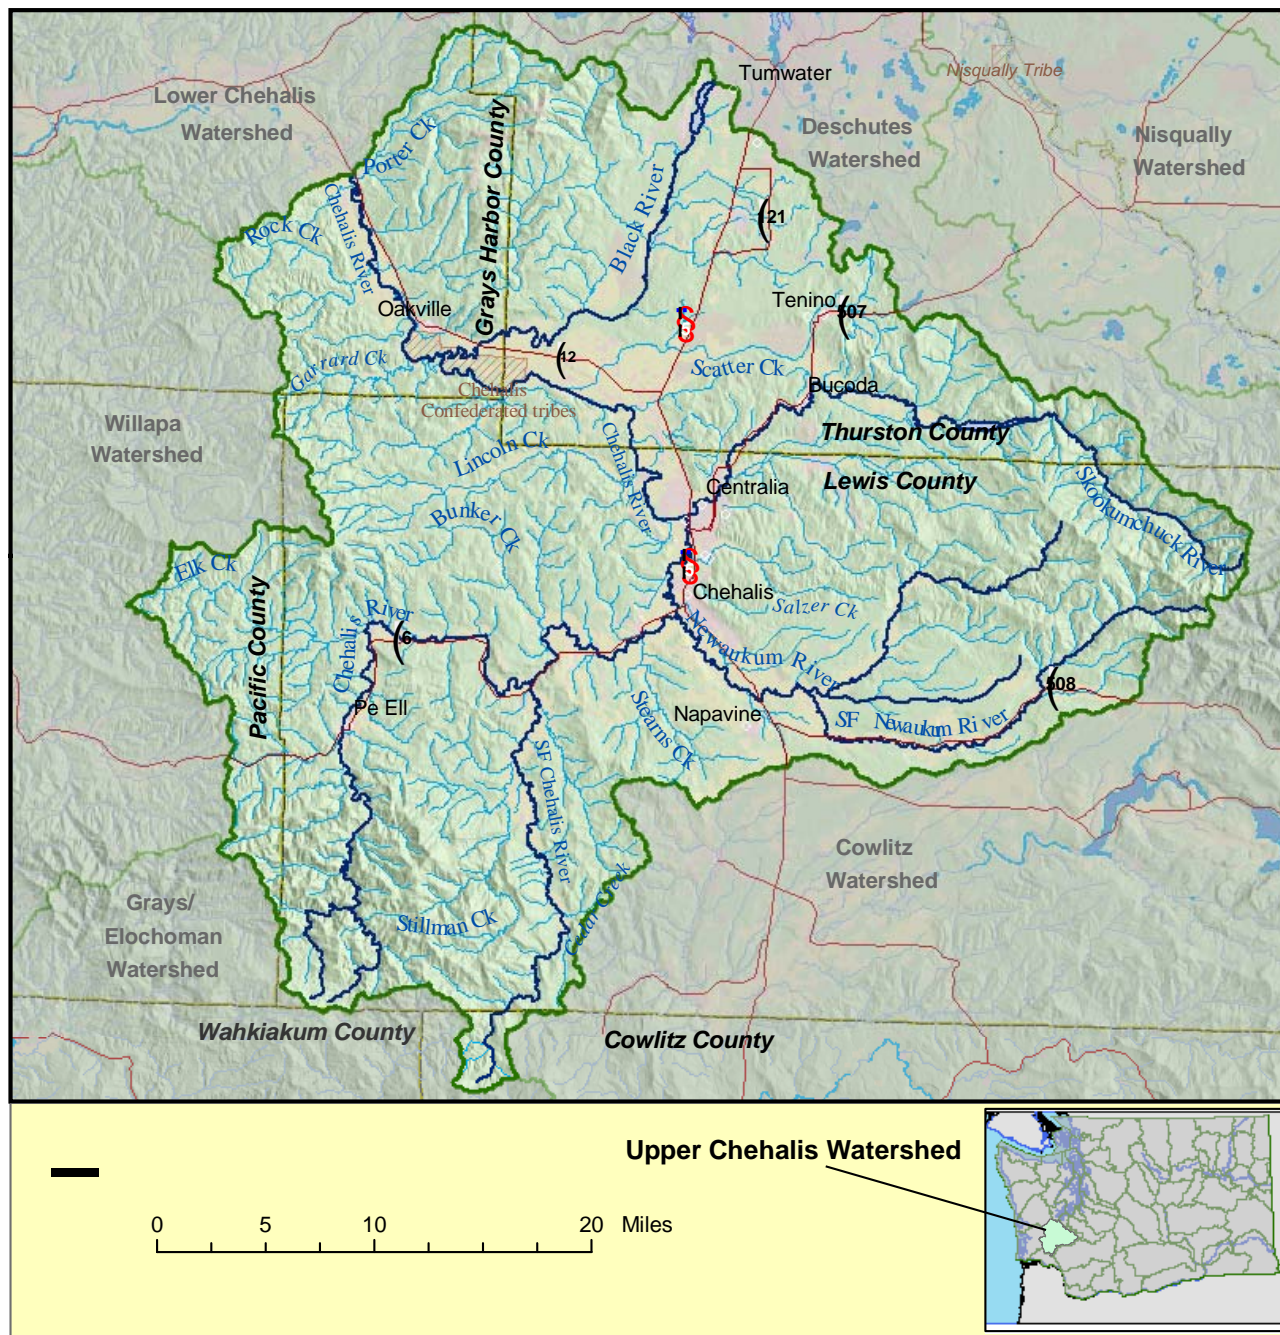 Tumwater
Nisqually Tribe
Lower Chehalis
Watershed
Deschutes
Watershed
Nisqually
Watershed
Porter Ck
Grays Harbor County
Chehalis River
Rock Ck
Black River
121
Oakville
Tenino
507
12
Garrard Ck
Scatter Ck
Bucoda
Chehalis
Confederated tribes
Willapa
Watershed
Thurston County
Lincoln Ck
Chehalis River
Lewis County
Centralia
Skookumchuck River
Bunker Ck
Elk Ck
Chehalis
Salzer Ck
Pacific County
Chehalis River
6
Newaukum River
Pe Ell
Stearns Ck
Napavine
508
SF Newaukum River
SF Chehalis River
Cowlitz
Watershed
Grays/
Elochoman
Watershed
Stillman Ck
Cedar Creek
Wahkiakum County
Cowlitz County
Upper Chehalis Watershed
0 5 10 20 Miles